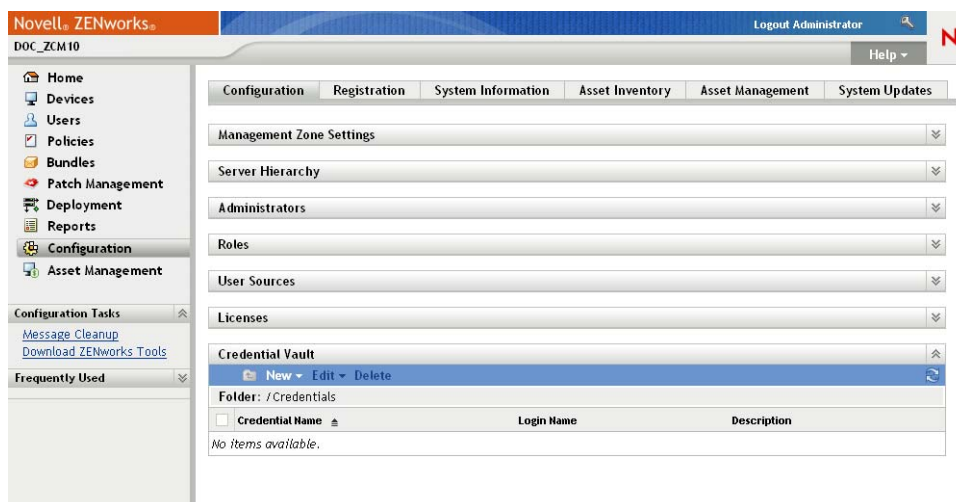 Novell® ZENworks®
Logout Administrator
N
DOC_ZCM10
Help
Home
Devices
Users
Policies
Bundles
Patch Management
Deployment
Reports
Configuration
Asset Management
Configuration Tasks
Message Cleanup
Download ZENworks Tools
Frequently Used
Configuration Registration System Information Asset Inventory Asset Management System Updates
Management Zone Settings
Server Hierarchy
Administrators
Roles
User Sources
Licenses
Credential Vault
New Edit Delete
Folder: / Credentials
Credential Name Login Name Description
No items available.